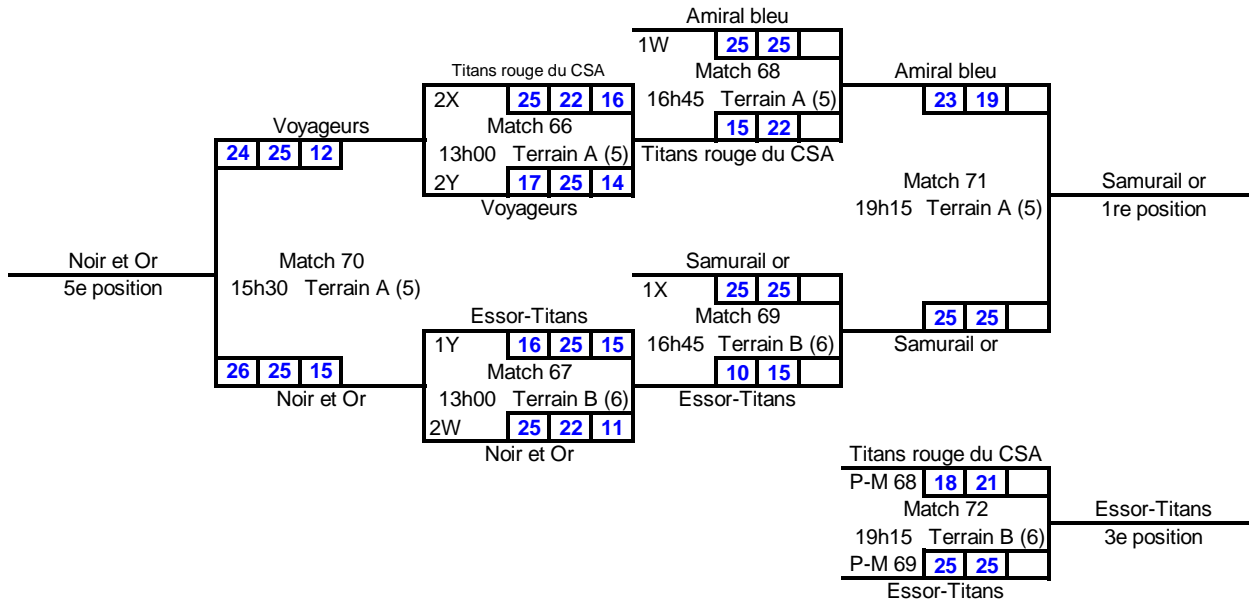 Amiral bleu
1W 25 25
Match 68
16h45 Terrain A (5)
15 22
Titans rouge du CSA
Titans rouge du CSA
2X 25 22 16
Match 66
13h00 Terrain A (5)
2Y 17 25 14
Voyageurs
Amiral bleu
23 19
Match 71
19h15 Terrain A (5)
25 25
Samurail or
Samurail or
1re position
Voyageurs
24 25 12
Match 70
15h30 Terrain A (5)
26 25 15
Noir et Or
Noir et Or
5e position
Samurail or
1X 25 25
Match 69
16h45 Terrain B (6)
10 15
Essor-Titans
Essor-Titans
1Y 16 25 15
Match 67
13h00 Terrain B (6)
2W 25 22 11
Noir et Or
Titans rouge du CSA
P-M 68 18 21
Match 72
19h15 Terrain B (6)
P-M 69 25 25
Essor-Titans
Essor-Titans
3e position